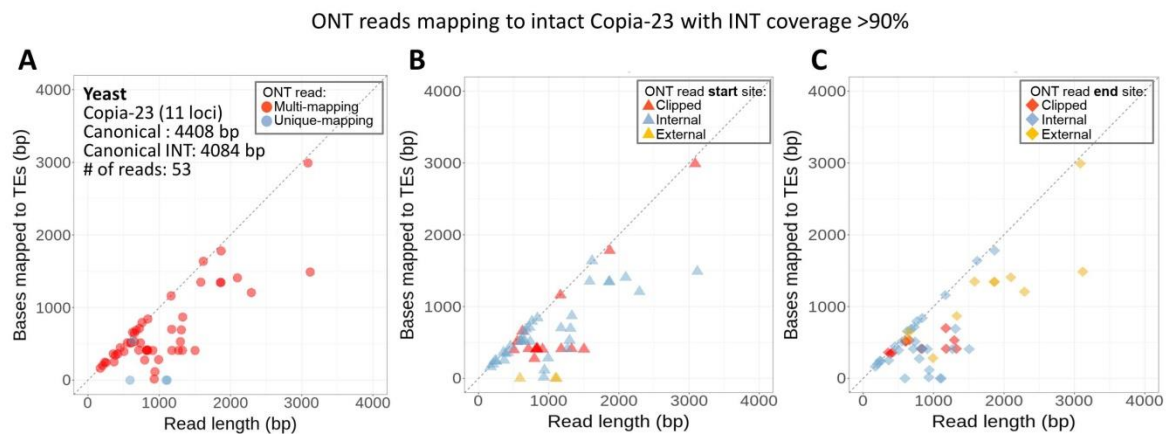 ONT reads mapping to intact Copia-23 with INT coverage >90%
A
Yeast
Copia-23 (11 loci)
Canonical : 4408 bp
Canonical INT: 4084 bp
# of reads: 53
ONT read:
Multi-mapping
Unique-mapping
Bases mapped to TEs (bp)
4000
3000
2000
1000
0
0 1000 2000 3000 4000
Read length (bp)
B
ONT read start site:
Clipped
Internal
External
Bases mapped to TEs (bp)
4000
3000
2000
1000
0
0 1000 2000 3000 4000
Read length (bp)
C
ONT read end site:
Clipped
Internal
External
Bases mapped to TEs (bp)
4000
3000
2000
1000
0
0 1000 2000 3000 4000
Read length (bp)